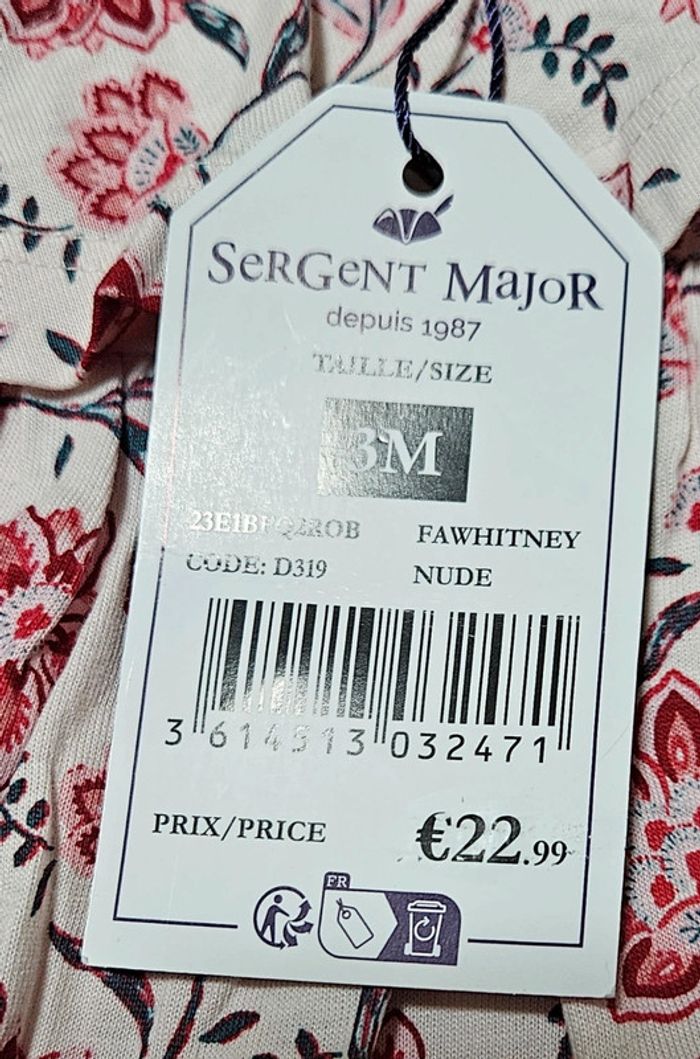 SERGENT MAJOR
depuis 1987
TAILLE/SIZE
3M
FAWHITNEY
CODE: D319 NUDE
3 614513 032471
PRIX/PRICE €22.99
FR